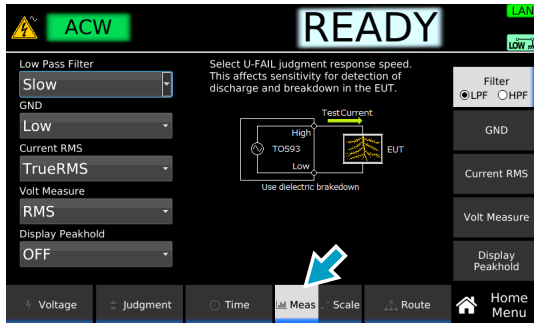 ACW
READY
LAN
LOW
Low Pass Filter
Slow
GND
Low
Current RMS
TrueRMS
Volt Measure
RMS
Display Peakhold
OFF
Select U-FAIL judgment response speed.
This affects sensitivity for detection of
discharge and breakdown in the EUT.
TestCurrent
High
TOS93
EUT
Low
Use dielectric brakedown
Filter
LPF HPF
GND
Current RMS
Volt Measure
Display
Peakhold
Voltage
Judgment
Time
Meas
Scale
Route
Home
Menu